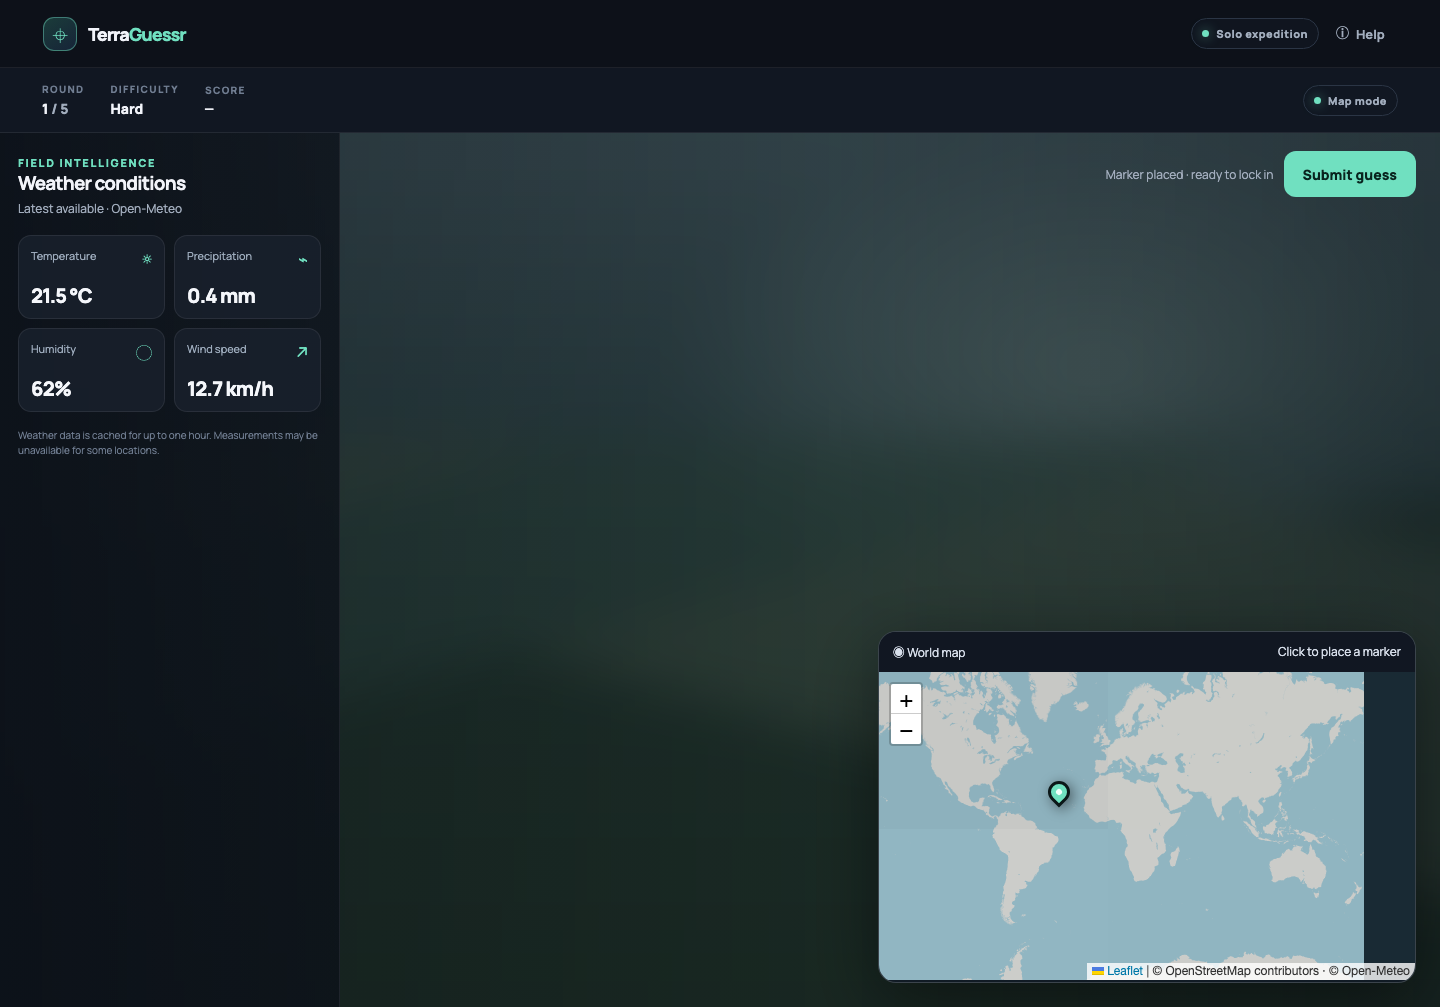 TerraGuessr
Solo expedition
Help
ROUND
1 / 5
DIFFICULTY
Hard
SCORE
–
Map mode
FIELD INTELLIGENCE
Weather conditions
Latest available · Open-Meteo
Temperature
21.5 °C
Precipitation
0.4 mm
Humidity
62%
Wind speed
12.7 km/h
Weather data is cached for up to one hour. Measurements may be
unavailable for some locations.
Marker placed · ready to lock in
Submit guess
World map
Click to place a marker
+
−
Leaflet | © OpenStreetMap contributors · © Open-Meteo